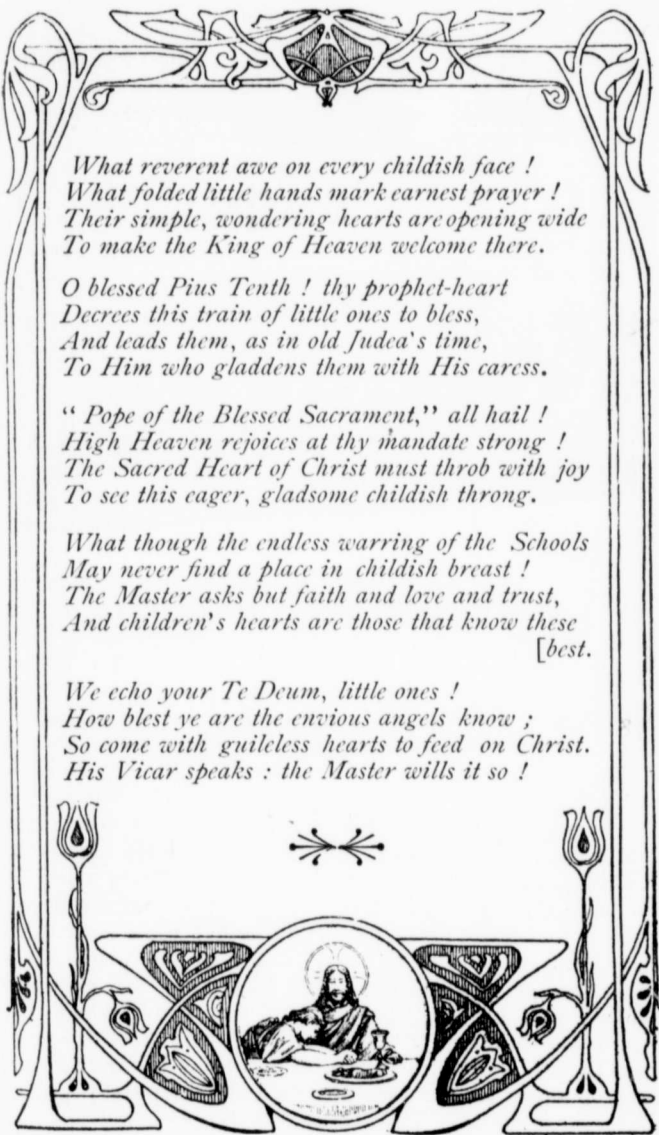 What reverent awe on every childish face !
What folded little hands mark earnest prayer !
Their simple, wondering hearts are opening wide
To make the King of Heaven welcome there.

O blessed Pius Tenth ! thy prophet-heart
Decrees this train of little ones to bless,
And leads them, as in old Judea's time,
To Him who gladdens them with His caress.

“ Pope of the Blessed Sacrament,” all hail !
High Heaven rejoices at thy mandate strong !
The Sacred Heart of Christ must throb with joy
To see this eager, gladsome childish throng.

What though the endless warring of the Schools
May never find a place in childish breast !
The Master asks but faith and love and trust,
And children's hearts are those that know these
[best.

We echo your Te Deum, little ones !
How blest ye are the envious angels know ;
So come with guileless hearts to feed on Christ.
His Vicar speaks : the Master wills it so !